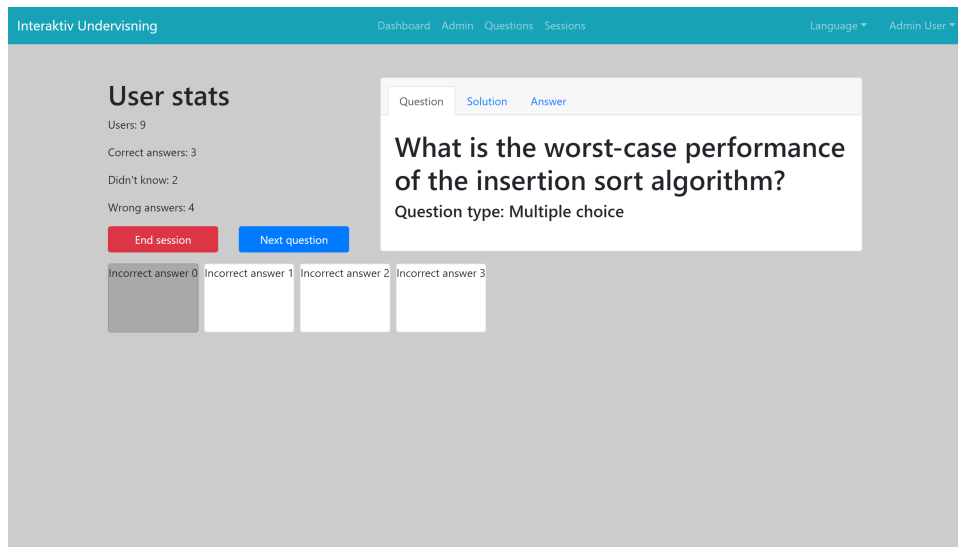 Interaktiv Undervisning
Dashboard Admin Questions Sessions
Language
Admin User
User stats
Users: 9
Correct answers: 3
Didn't know: 2
Wrong answers: 4
End session
Next question
Question
Solution
Answer
What is the worst-case performance
of the insertion sort algorithm?
Question type: Multiple choice
Incorrect answer 0
Incorrect answer 1
Incorrect answer 2
Incorrect answer 3